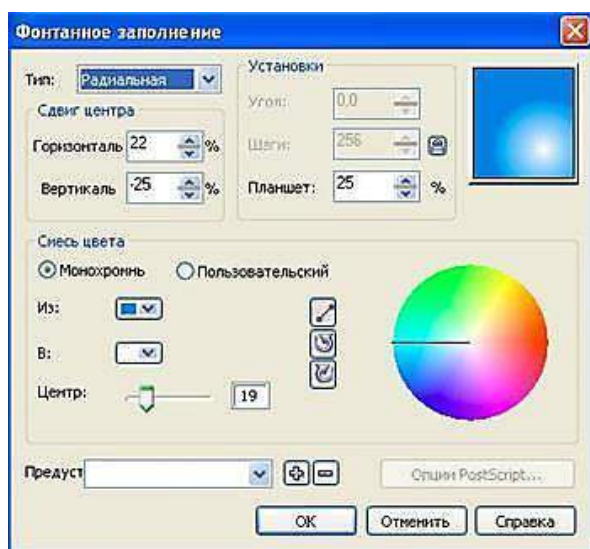 Фонтанное заполнение
Тип: Радиальная
Сдвиг центра
Горизонталь 22 %
Вертикаль -25 %
Установки
Угол: 0,0
Шаги: 256
Планшет: 25 %
Смесь цвета
Монохромнь Пользовательский
Из:
В:
Центр: 19
Предуст
Опции PostScript...
OK Отменить Справка